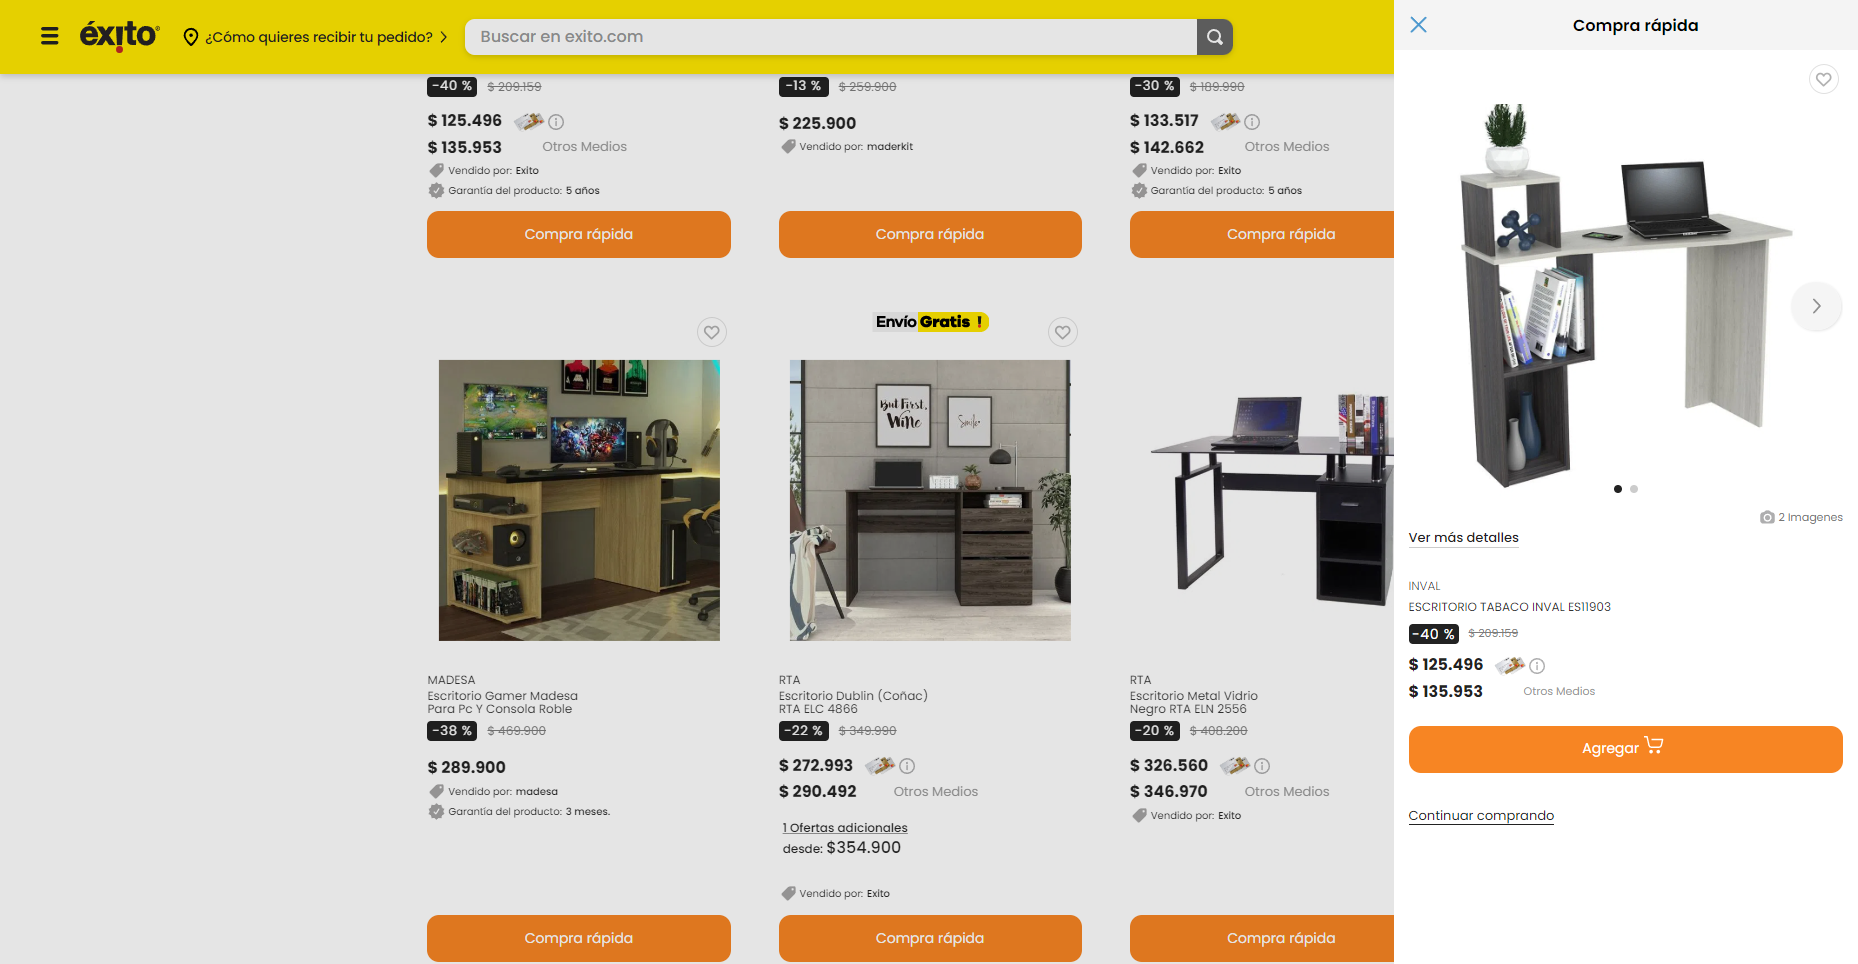 éxito
¿Cómo quieres recibir tu pedido?
Buscar en exito.com
-40 % $ 209.159
$ 125.496
$ 135.953 Otros Medios
Vendido por: Exito
Garantía del producto: 5 años
Compra rápida
-13 % $ 259.900
$ 225.900
Vendido por: maderkit
Compra rápida
-30 % $ 189.990
$ 133.517
$ 142.662 Otros Medios
Vendido por: Exito
Garantía del producto: 5 años
Compra rápida
MADESA
Escritorio Gamer Madesa
Para Pc Y Consola Roble
-38 % $ 469.900
$ 289.900
Vendido por: madesa
Garantía del producto: 3 meses.
Compra rápida
Envío Gratis !
But First,
Wine
Smile
RTA
Escritorio Dublin (Coñac)
RTA ELC 4866
-22 % $ 349.990
$ 272.993
$ 290.492 Otros Medios
1 Ofertas adicionales
desde: $354.900
Vendido por: Exito
Compra rápida
RTA
Escritorio Metal Vidrio
Negro RTA ELN 2556
-20 % $ 408.200
$ 326.560
$ 346.970 Otros Medios
Vendido por: Exito
Compra rápida
Compra rápida
2 Imagenes
Ver más detalles
INVAL
ESCRITORIO TABACO INVAL ES11903
-40 % $ 209.159
$ 125.496
$ 135.953 Otros Medios
Agregar
Continuar comprando